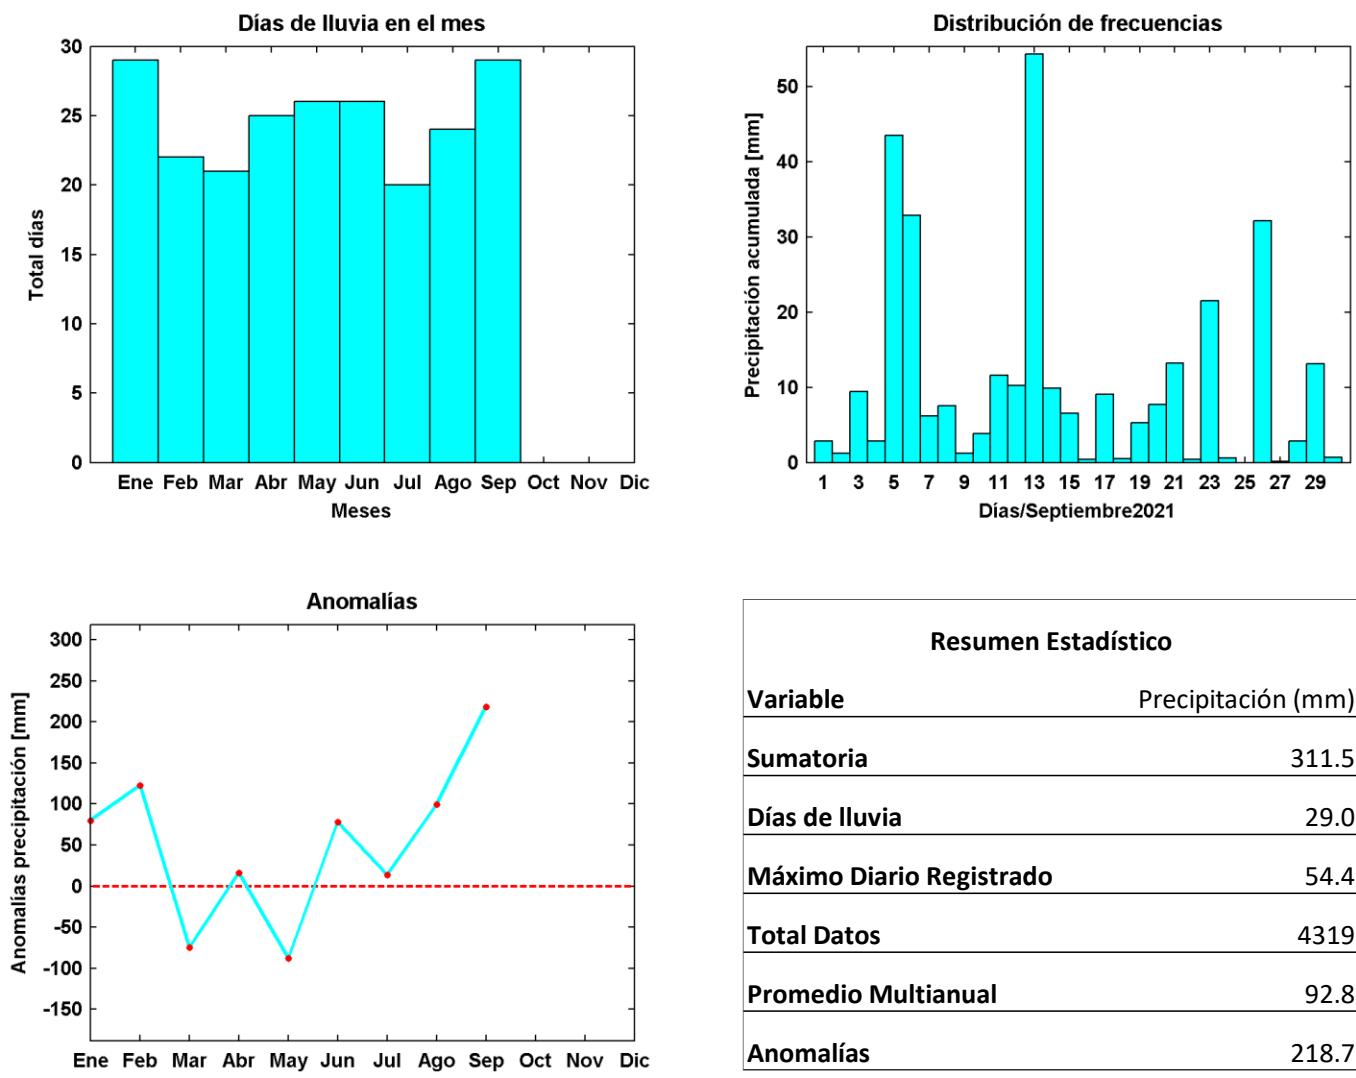 Días de lluvia en el mes
30
25
20
15
10
5
0
Total días
Ene Feb Mar Abr May Jun Jul Ago Sep Oct Nov Dic
Meses
Distribución de frecuencias
50
40
30
20
10
0
Precipitación acumulada [mm]
1 3 5 7 9 11 13 15 17 19 21 23 25 27 29
Días/Septiembre2021
Anomalías
300
250
200
150
100
50
0
-50
-100
-150
Anomalías precipitación [mm]
Ene Feb Mar Abr May Jun Jul Ago Sep Oct Nov Dic
Resumen Estadístico
Variable Precipitación (mm)
Sumatoria 311.5
Días de lluvia 29.0
Máximo Diario Registrado 54.4
Total Datos 4319
Promedio Multianual 92.8
Anomalías 218.7